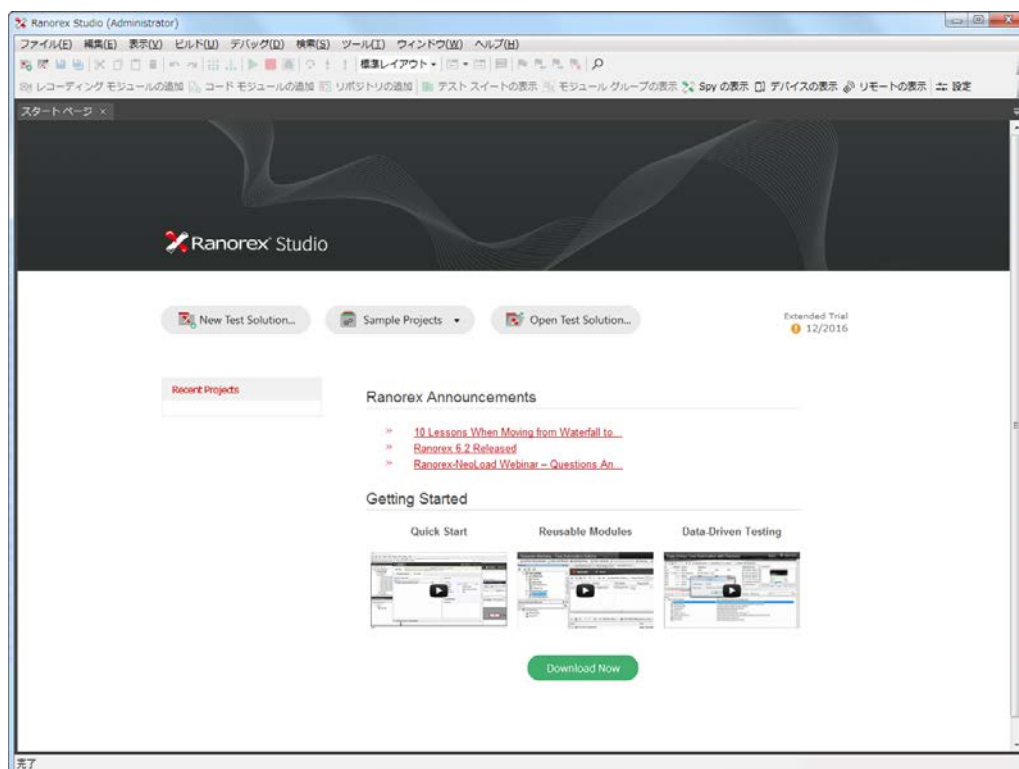 Ranorex Studio (Administrator)
ファイル(F) 編集(E) 表示(V) ビルド(U) デバッグ(D) 検索(S) ツール(T) ウィンドウ(W) ヘルプ(H)
標準レイアウト
レコーディング モジュールの追加 コード モジュールの追加 リポジトリの追加 テスト スイートの表示 モジュール グループの表示 Spy の表示 デバイスの表示 リモートの表示 設定
スタート ページ ×
Ranorex Studio
New Test Solution... Sample Projects Open Test Solution...
Extended Trial
12/2016
Recent Projects
Ranorex Announcements
10 Lessons When Moving from Waterfall to...
Ranorex 6.2 Released
Ranorex-NeoLoad Webinar – Questions An...
Getting Started
Quick Start Reusable Modules Data-Driven Testing
Download Now
完了